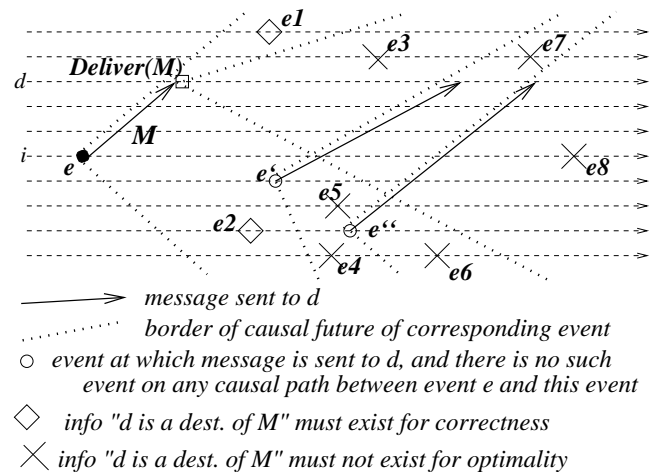 e1
e3
e7
Deliver(M)
d
M
i
e
e8
e'
e5
e2
e''
e4
e6
message sent to d
border of causal future of corresponding event
event at which message is sent to d, and there is no such
event on any causal path between event e and this event
info "d is a dest. of M" must exist for correctness
info "d is a dest. of M" must not exist for optimality